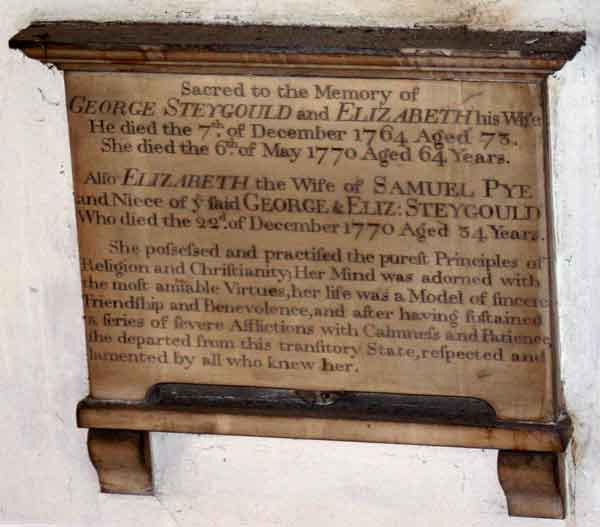 Sacred to the Memory of
GEORGE STEYGOULD and ELIZABETH his Wife
He died the 7th. of December 1764 Aged 73.
She died the 6th. of May 1770 Aged 64 Years.
Alſo ELIZABETH the Wife of SAMUEL PYE
and Niece of ẏ ſaid GEORGE & ELIZ: STEYGOULD
Who died the 22d. of December 1770 Aged 34 Years.
She poſseſsed and practiſed the pureſt Principles of
Religion and Chriſtianity; Her Mind was adorned with
the moſt amiable Virtues, her life was a Model of ſincere
Friendſhip and Benevolence, and after having ſuſtained
a ſeries of ſevere Afflictions with Calmneſs and Patience,
ſhe departed from this tranſitory State, reſpected and
lamented by all who knew her.